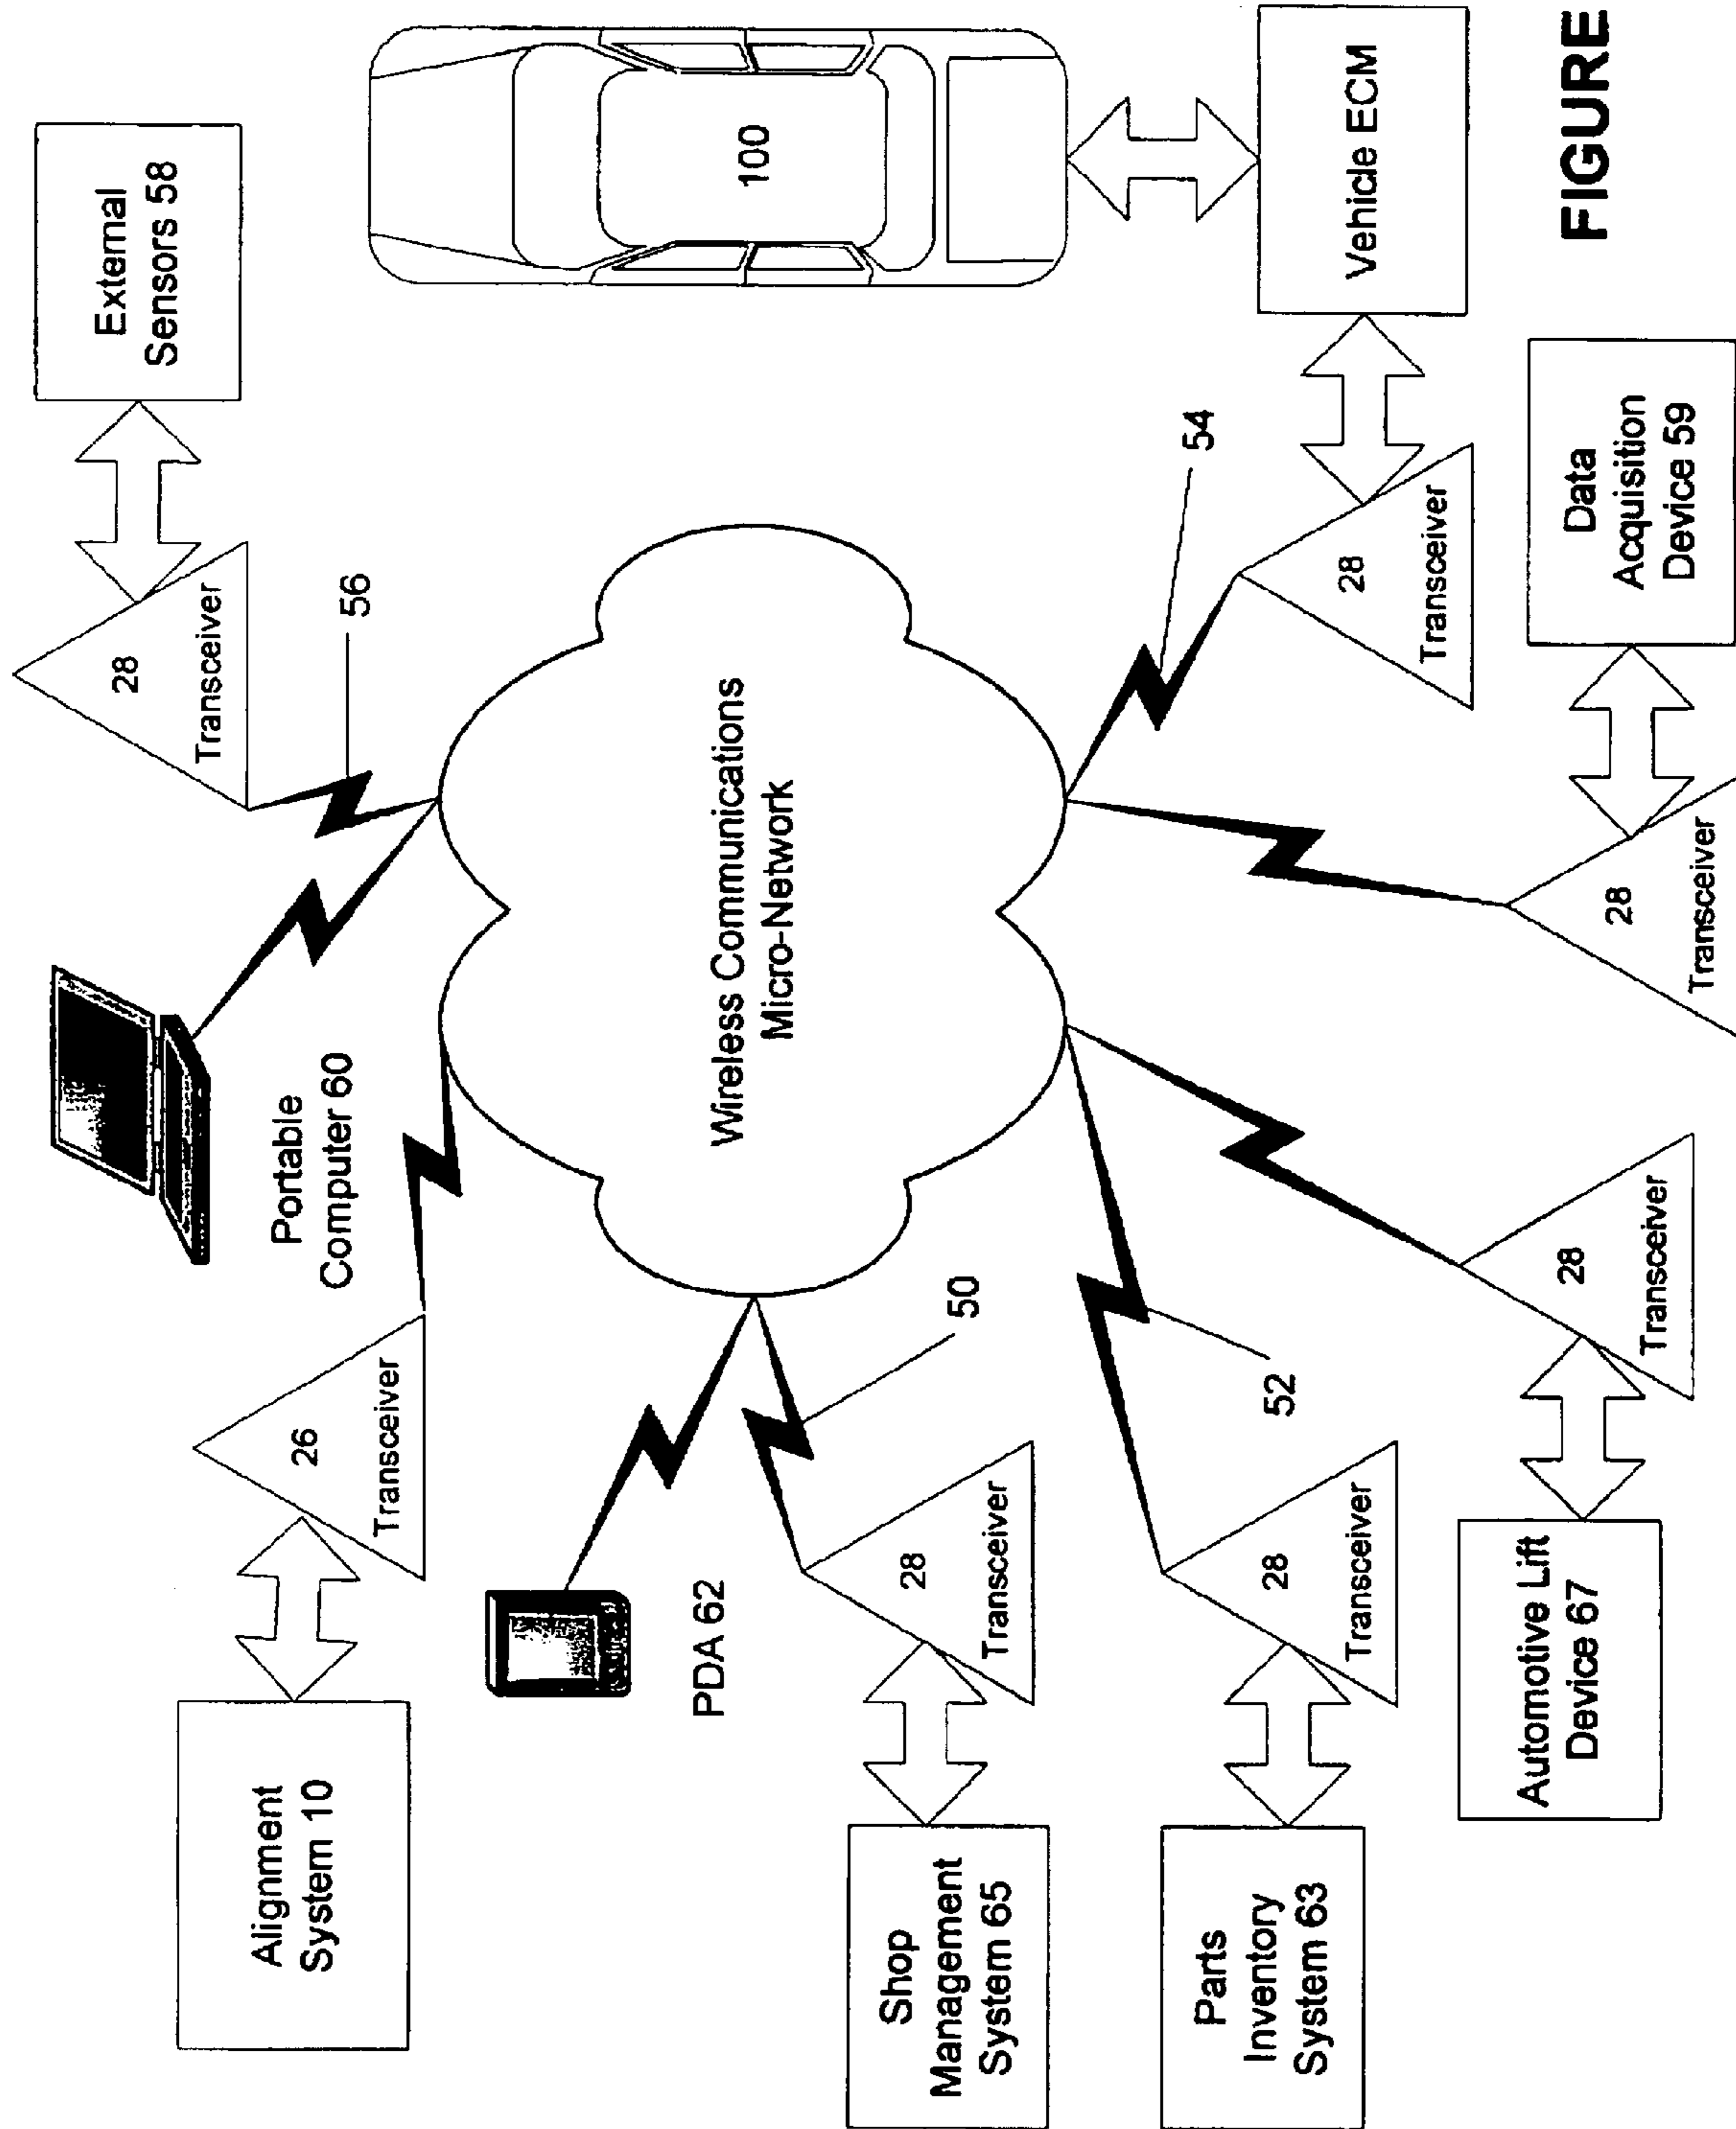 Alignment
System 10
26
Transceiver
Portable
Computer 60
28
Transceiver
External
Sensors 58
56
PDA 62
50
Shop
Management
System 65
28
Transceiver
Wireless Communications
Micro-Network
100
Parts
Inventory
System 63
28
Transceiver
52
54
Automotive Lift
Device 67
28
Transceiver
28
Transceiver
Data
Acquisition
Device 59
28
Transceiver
Vehicle ECM
FIGURE